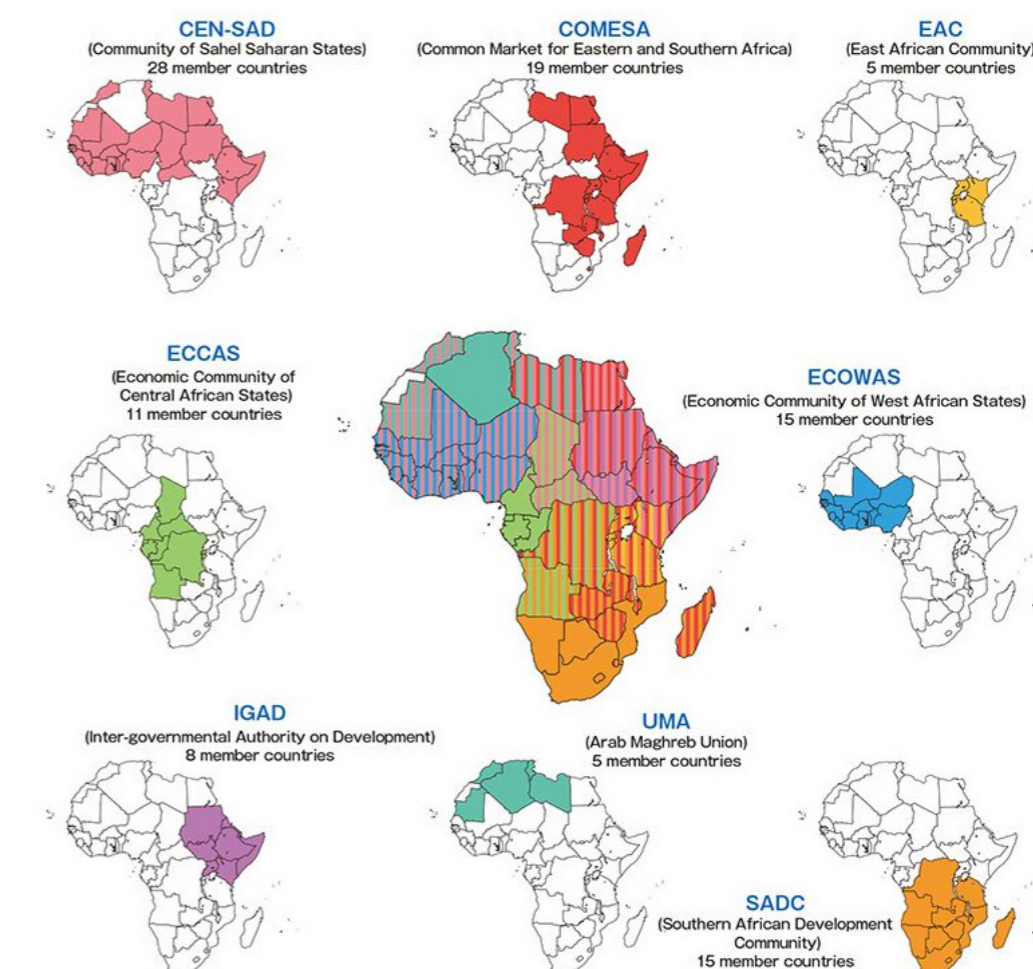 CEN-SAD
(Community of Sahel Saharan States)
28 member countries
COMESA
(Common Market for Eastern and Southern Africa)
19 member countries
EAC
(East African Community)
5 member countries
ECCAS
(Economic Community of
Central African States)
11 member countries
ECOWAS
(Economic Community of West African States)
15 member countries
IGAD
(Inter-governmental Authority on Development)
8 member countries
UMA
(Arab Maghreb Union)
5 member countries
SADC
(Southern African Development
Community)
15 member countries